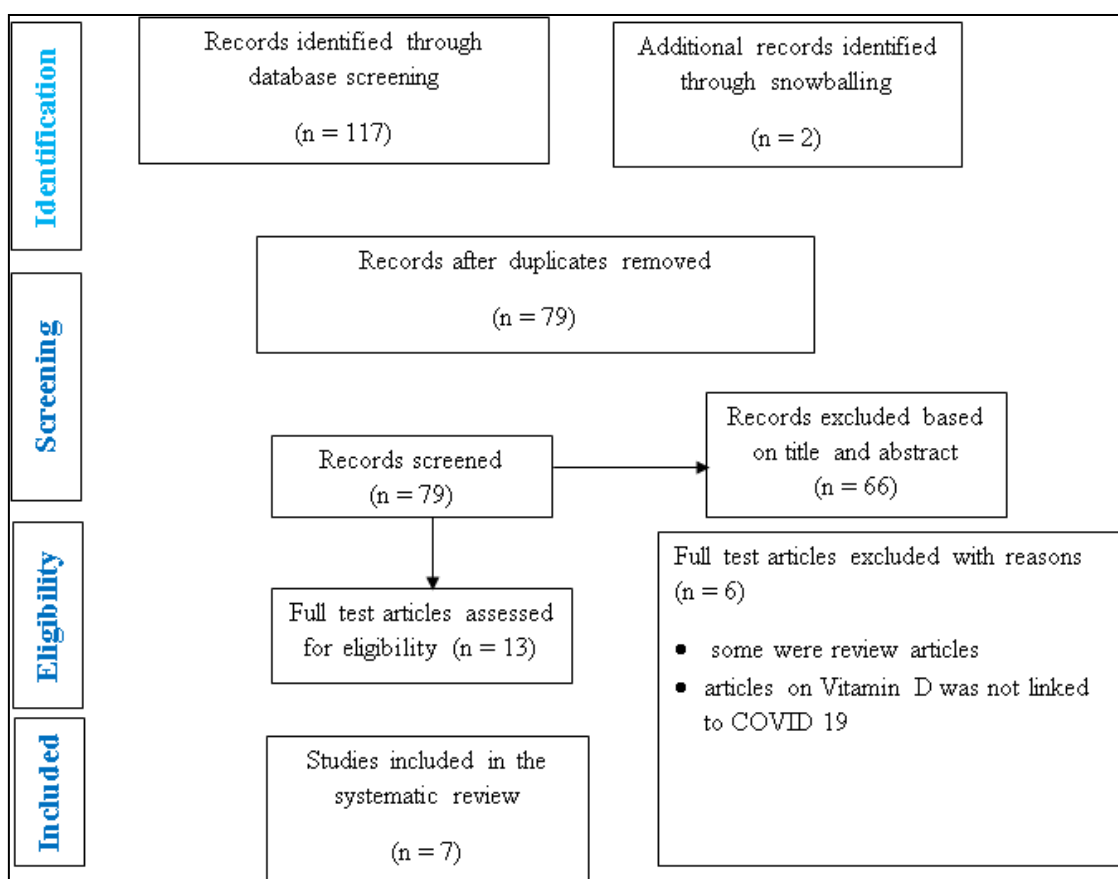 Identification
Records identified through
database screening
(n = 117)
Additional records identified
through snowballing
(n = 2)
Screening
Records after duplicates removed
(n = 79)
Records screened
(n = 79)
Records excluded based
on title and abstract
(n = 66)
Eligibility
Full test articles assessed
for eligibility (n = 13)
Full test articles excluded with reasons
(n = 6)
• some were review articles
• articles on Vitamin D was not linked
to COVID 19
Included
Studies included in the
systematic review
(n = 7)